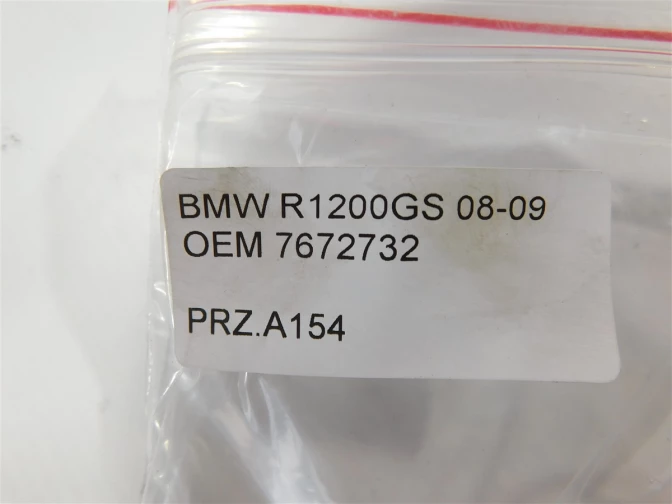 BMW R1200GS 08-09
OEM 7672732
PRZ.A154